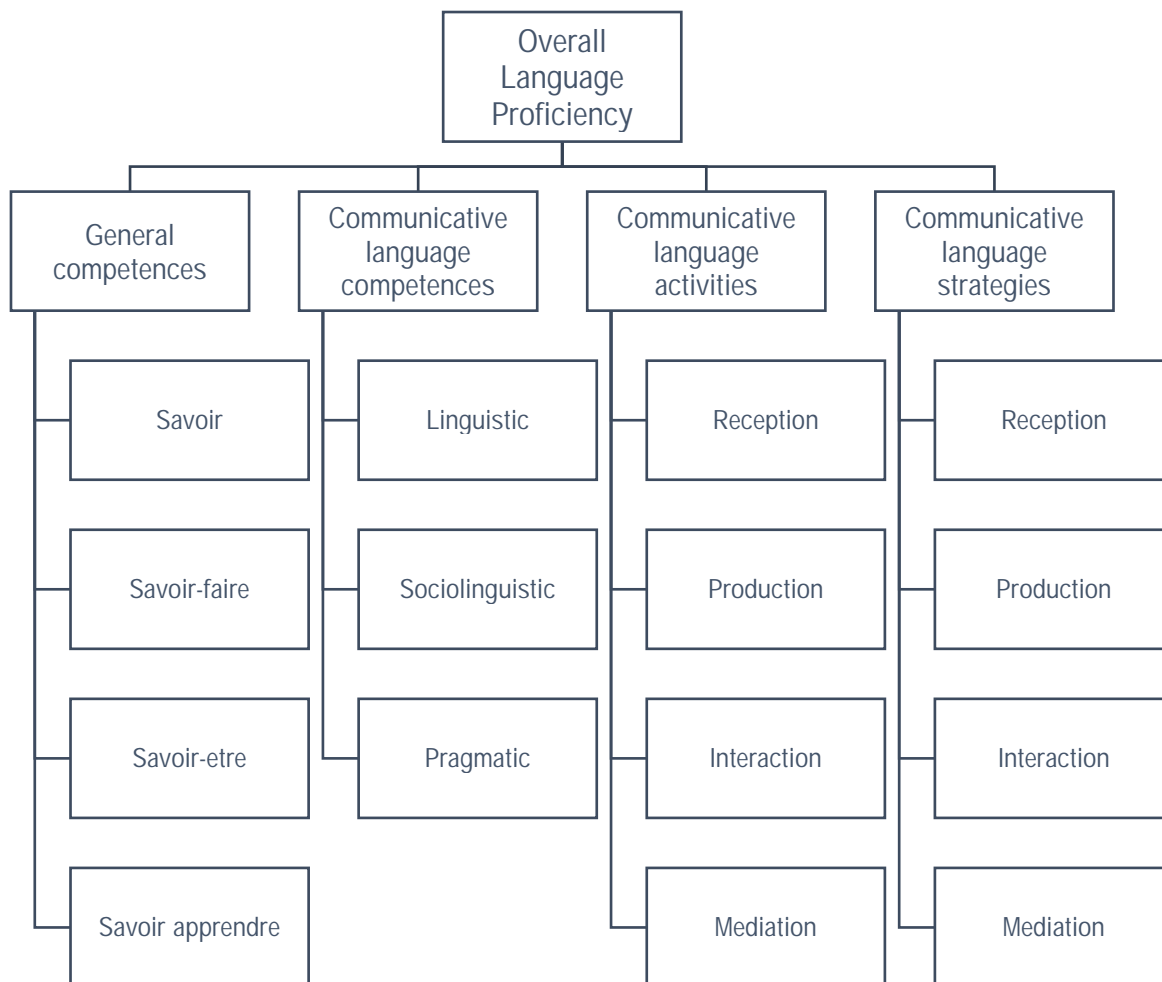 Overall
Language
Proficiency
General
competences
Communicative
language
competences
Communicative
language
activities
Communicative
language
strategies
Savoir
Linguistic
Reception
Reception
Savoir-faire
Sociolinguistic
Production
Production
Savoir-etre
Pragmatic
Interaction
Interaction
Savoir apprendre
Mediation
Mediation